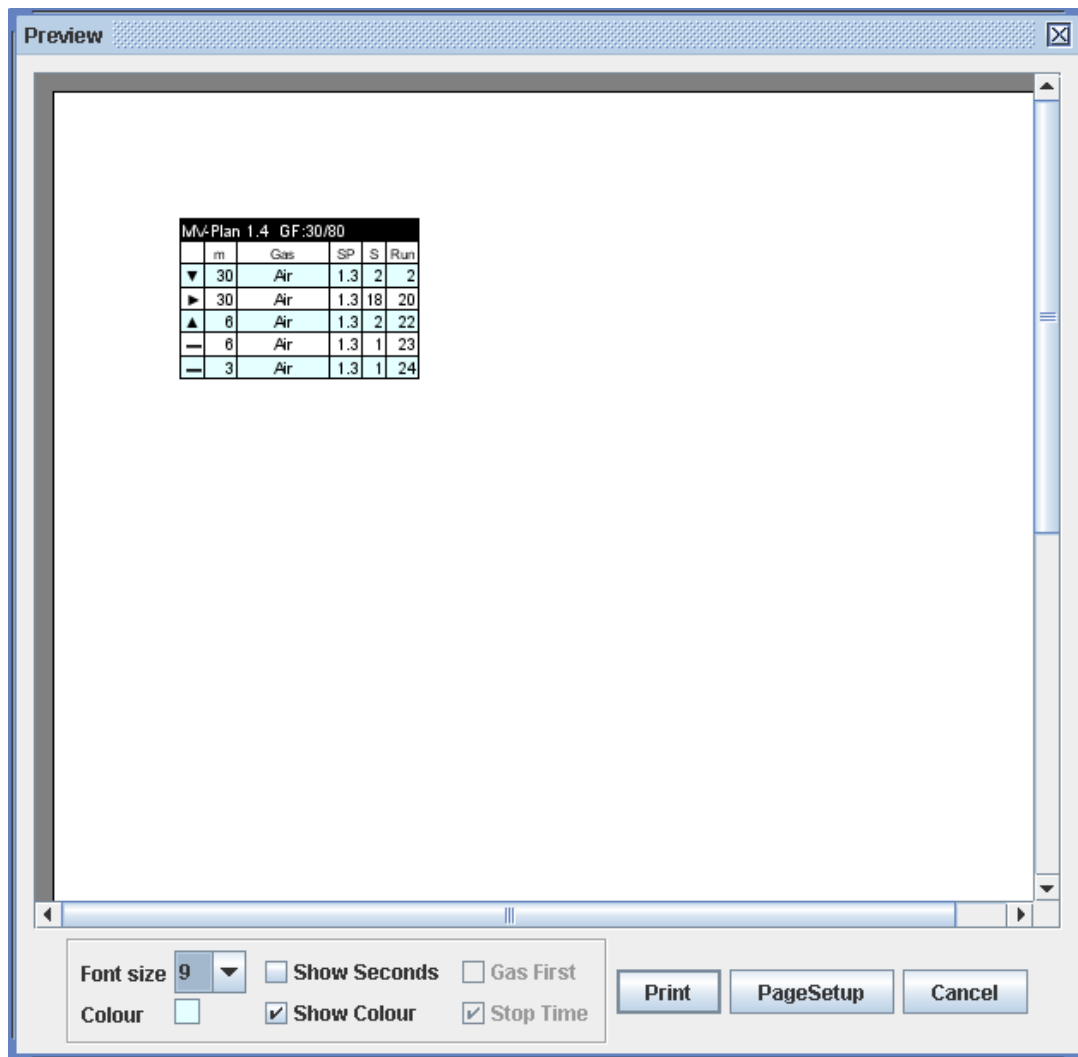 Preview
MV-Plan 1.4 GF:30/80
m Gas SP S Run
▼ 30 Air 1.3 2 2
► 30 Air 1.3 18 20
▲ 6 Air 1.3 2 22
— 6 Air 1.3 1 23
— 3 Air 1.3 1 24
Font size 9 Show Seconds Gas First
Colour Show Colour Stop Time
Print PageSetup Cancel